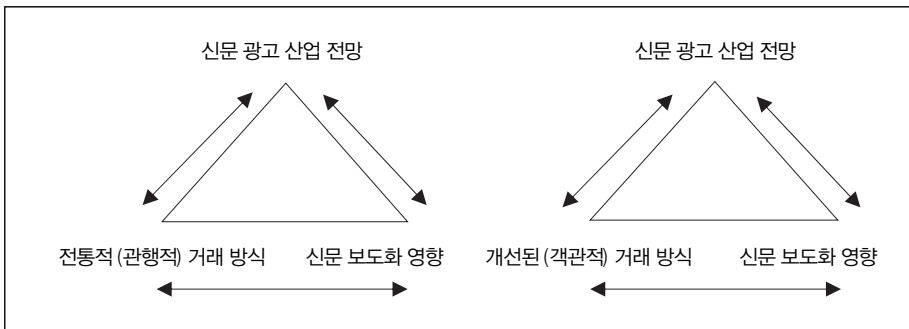 신문 광고 산업 전망
신문 광고 산업 전망
전통적 (관행적) 거래 방식
신문 보도화 영향
개선된 (객관적) 거래 방식
신문 보도화 영향